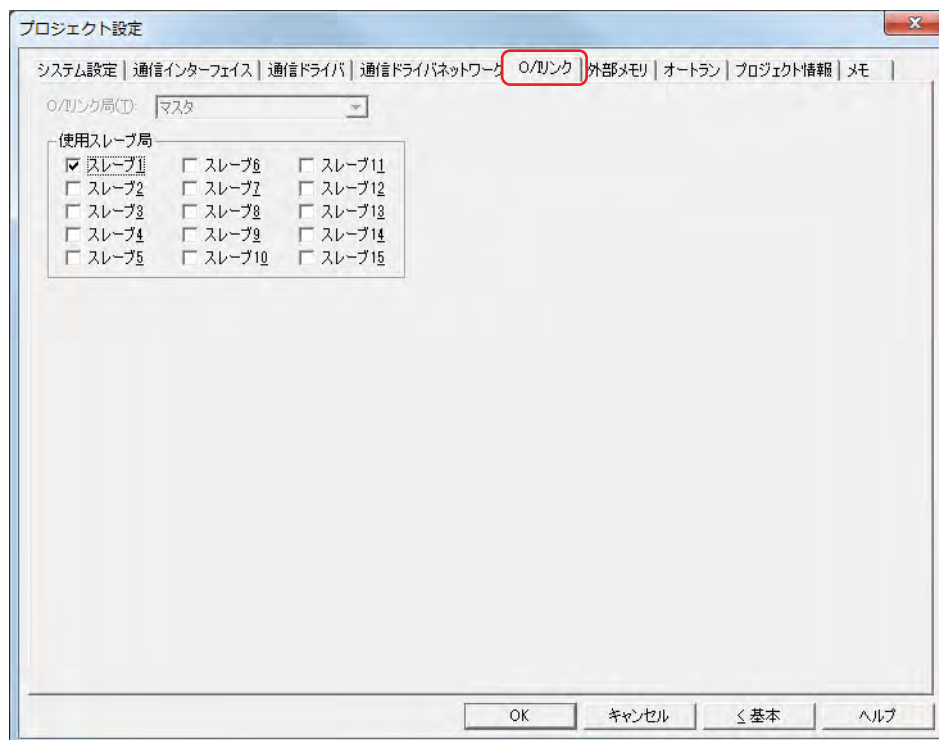 プロジェクト設定
システム設定 | 通信インターフェイス | 通信ドライバ | 通信ドライバネットワーク O/Iリンク 外部メモリ | オートラン | プロジェクト情報 | メモ
O/Iリンク局(T): マスタ
使用スレーブ局
スレーブ1 スレーブ6 スレーブ11
スレーブ2 スレーブ7 スレーブ12
スレーブ3 スレーブ8 スレーブ13
スレーブ4 スレーブ9 スレーブ14
スレーブ5 スレーブ10 スレーブ15
OK キャンセル < 基本 ヘルプ